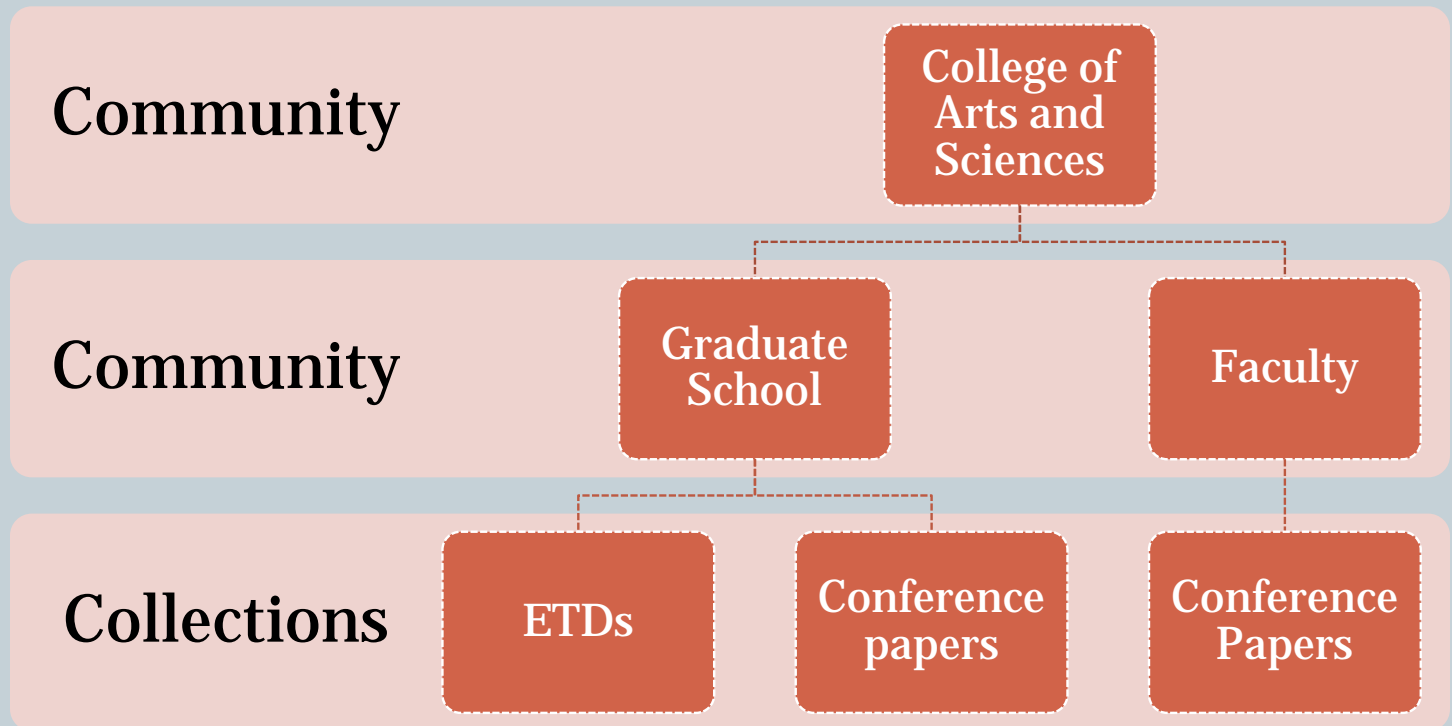 Community
College of
Arts and
Sciences
Community
Graduate
School
Faculty
Collections
ETDs
Conference
papers
Conference
Papers